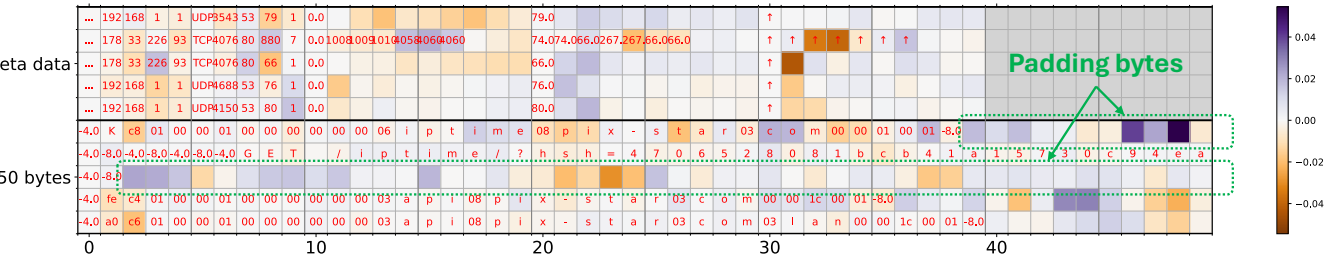 ... 192 168 1 1 UDP 3543 53 79 1 0.0 79.0 ↑
... 178 33 226 93 TCP 4076 80 880 7 0.0 1008 1009 1010 4058 4060 4060 74.0 74.0 66.0 267. 267. 66.0 66.0 ↑ ↑ ↑ ↑ ↑ ↑ ↑
eta data ... 178 33 226 93 TCP 4076 80 66 1 0.0 66.0 ↑
Padding bytes
... 192 168 1 1 UDP 4688 53 76 1 0.0 76.0 ↑
... 192 168 1 1 UDP 4150 53 80 1 0.0 80.0 ↑
-4.0 K c8 01 00 00 01 00 00 00 00 00 00 06 i p t i m e 08 p i x - s t a r 03 c o m 00 00 01 00 01 -8.0
-4.0 -8.0 -4.0 -8.0 -4.0 -8.0 -4.0 G E T / i p t i m e / ? h s h = 4 7 0 6 5 2 8 0 8 1 b c b 4 1 a 1 5 7 3 0 c 9 4 e a
50 bytes -4.0 -8.0
-4.0 fe c4 01 00 00 01 00 00 00 00 00 00 03 a p i 08 p i x - s t a r 03 c o m 00 00 1c 00 01 -8.0
-4.0 a0 c6 01 00 00 01 00 00 00 00 00 00 03 a p i 08 p i x - s t a r 03 c o m 03 l a n 00 00 1c 00 01 -8.0
0 10 20 30 40
0.04
0.02
0.00
−0.02
−0.04